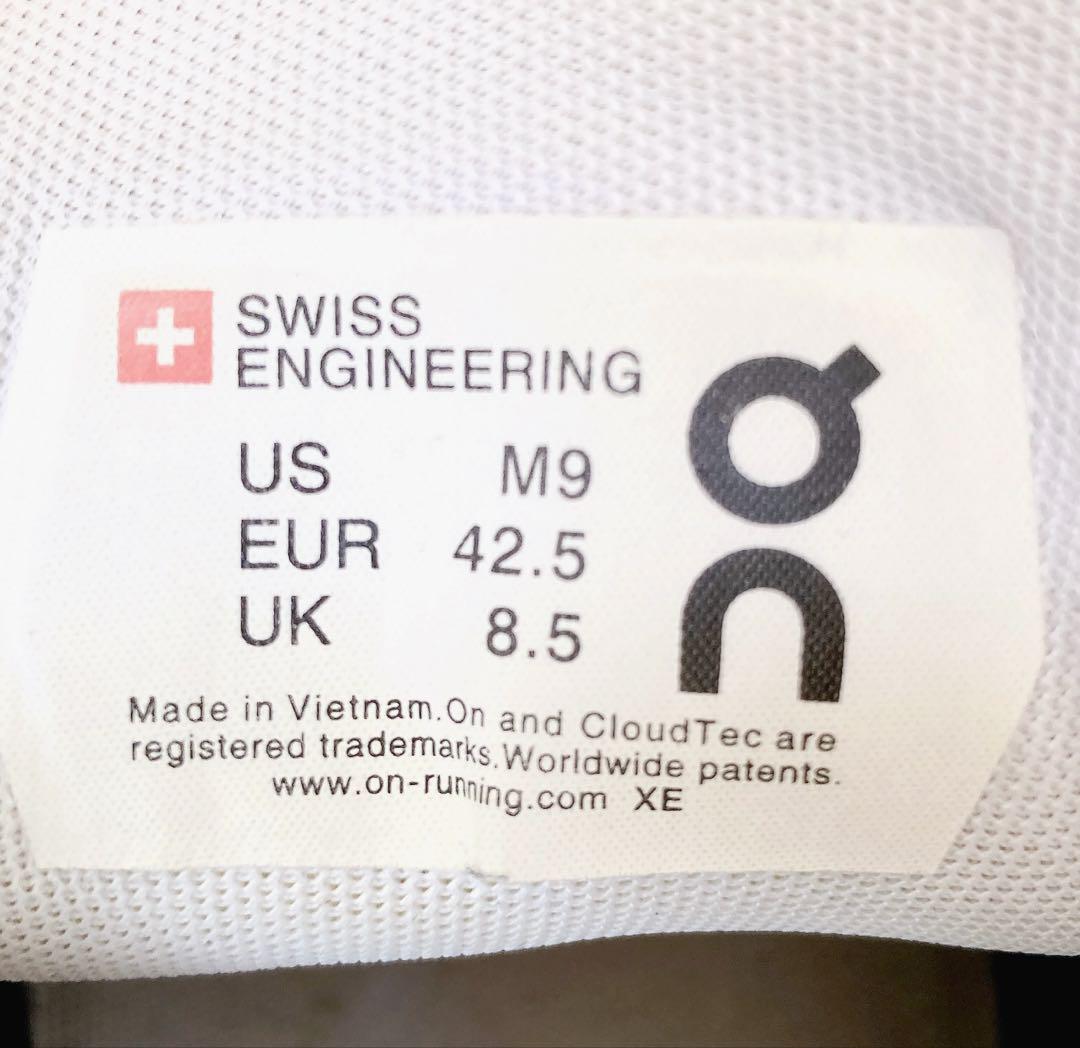 SWISS
ENGINEERING
US M9
EUR 42.5
UK 8.5
On
Made in Vietnam.On and CloudTec are
registered trademarks.Worldwide patents.
www.on-running.com XE